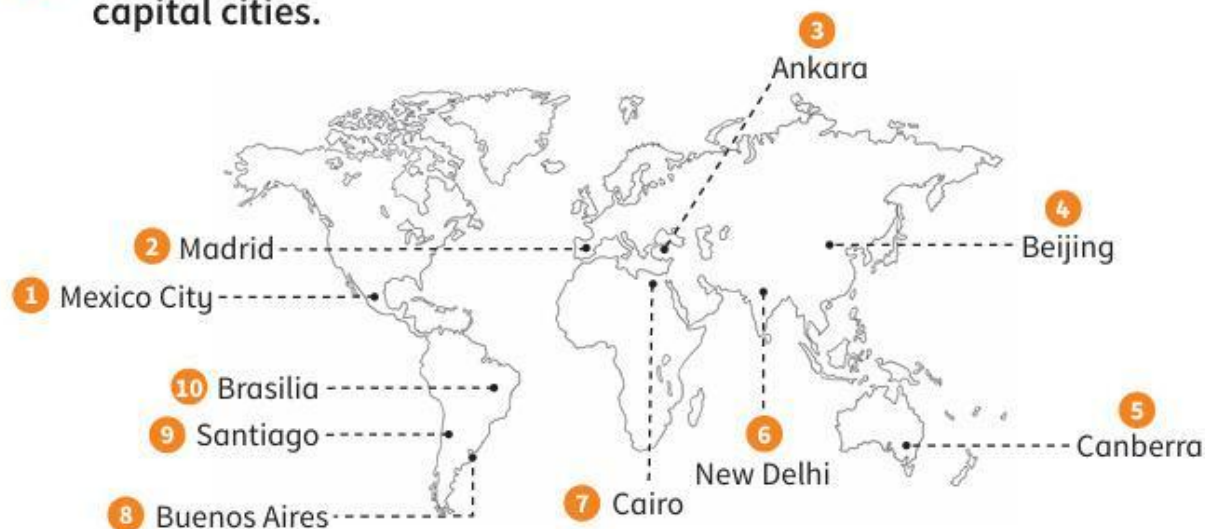 capital cities.
3
Ankara
4
Beijing
2 Madrid
1 Mexico City
10 Brasilia
9 Santiago
5
Canberra
6
New Delhi
7 Cairo
8 Buenos Aires